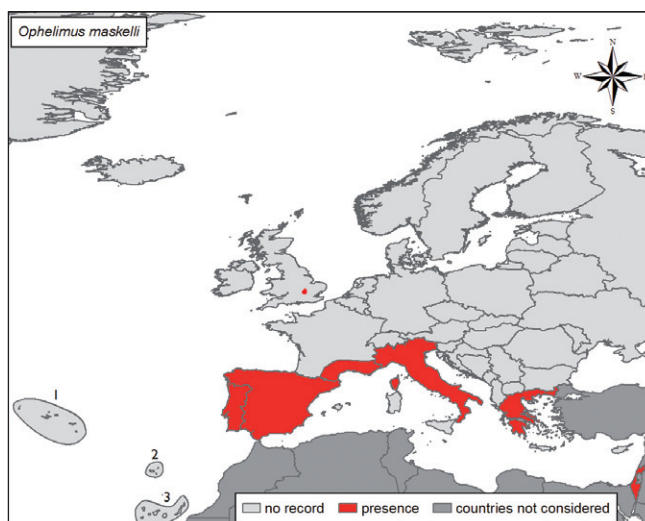 Ophelimus maskelli
N
W
E
S
1
2
3
no record
presence
countries not considered